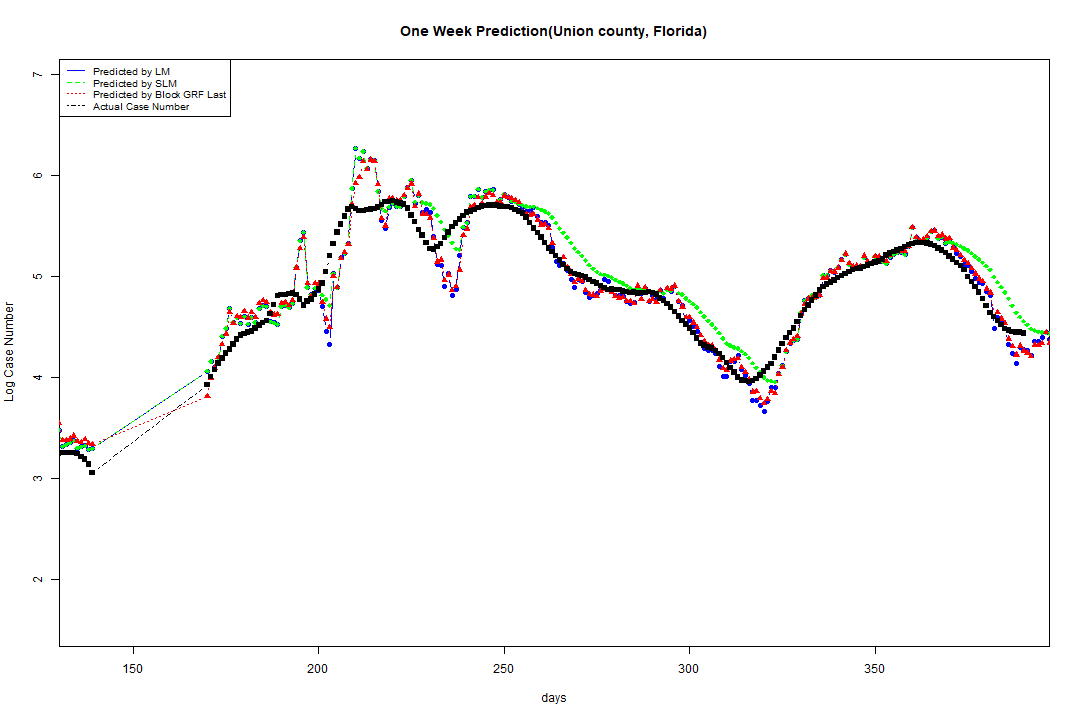 One Week Prediction(Union county, Florida)
Predicted by LM
Predicted by SLM
Predicted by Block GRF Last
Actual Case Number
7
6
5
4
3
2
Log Case Number
150
200
250
300
350
days